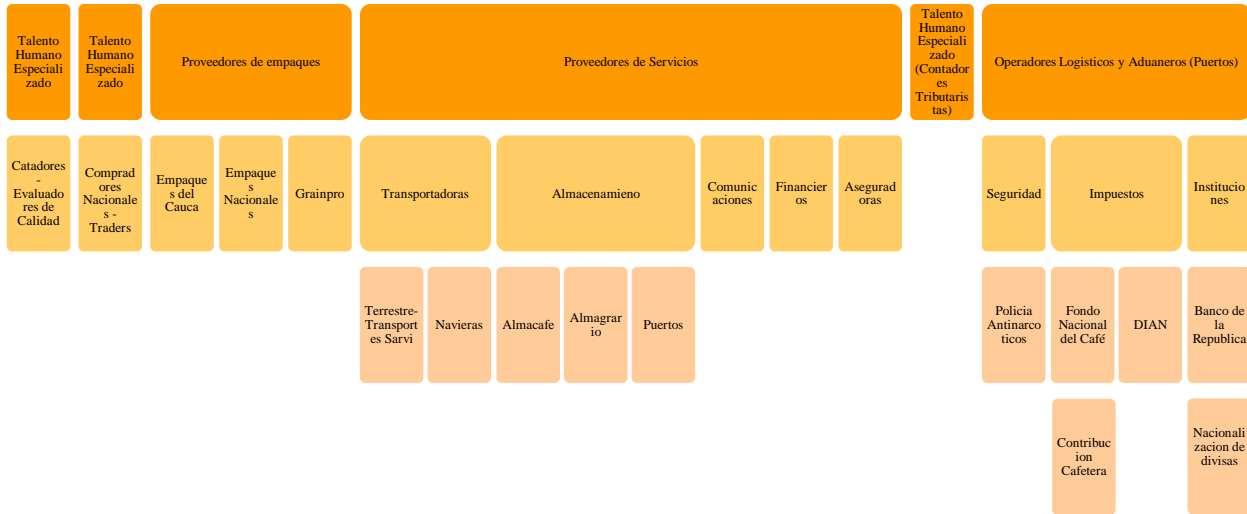 Talento
Humano
Especiali
zado
Talento
Humano
Especiali
zado
Proveedores de empaques
Proveedores de Servicios
Talento
Humano
Especiali
zado
(Contador
es
Tributaris
tas)
Operadores Logisticos y Aduaneros (Puertos)
Catadores
-
Evaluado
res de
Calidad
Comprad
ores
Nacionale
s -
Traders
Empaque
s del
Cauca
Empaque
s
Nacionale
s
Grainpro
Transportadoras
Almacenamieno
Comunic
aciones
Financier
os
Asegurad
oras
Seguridad
Impuestos
Institucio
nes
Terrestre-
Transport
es Sarvi
Navieras
Almacafe
Almagrar
io
Puertos
Policia
Antinarco
ticos
Fondo
Nacional
del Café
DIAN
Banco de
la
Republica
Contribuc
ion
Cafetera
Nacionali
zacion de
divisas